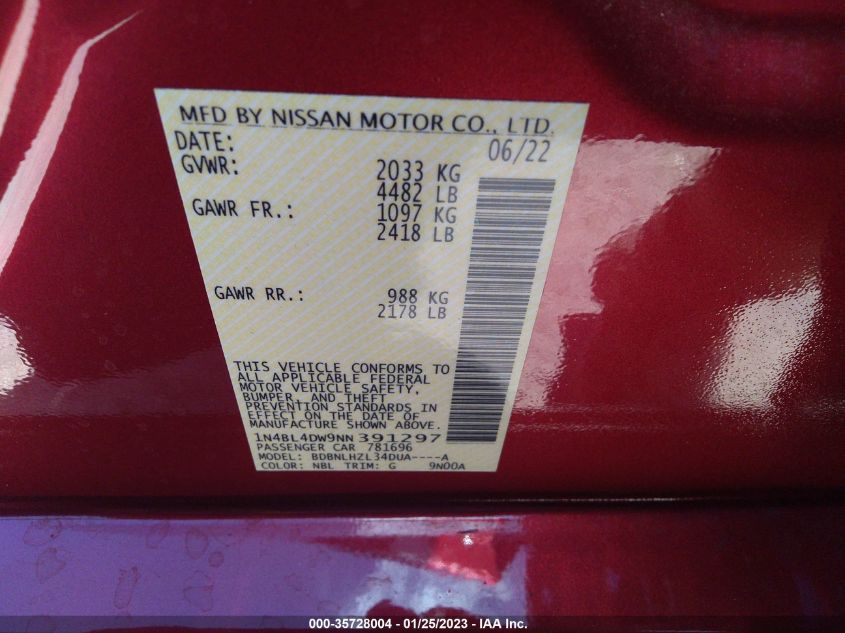 MFD BY NISSAN MOTOR CO., LTD.
DATE: 06/22
GVWR: 2033 KG
4482 LB
GAWR FR.: 1097 KG
2418 LB
GAWR RR.: 988 KG
2178 LB
THIS VEHICLE CONFORMS TO
ALL APPLICABLE FEDERAL
MOTOR VEHICLE SAFETY,
BUMPER, AND THEFT
PREVENTION STANDARDS IN
EFFECT ON THE DATE OF
MANUFACTURE SHOWN ABOVE.
1N4BL4DW9NN391297
PASSENGER CAR 781696
MODEL: BDBNLHZL34DUA----A
COLOR: NBL TRIM: G 9N00A
000-35728004 - 01/25/2023 - IAA Inc.